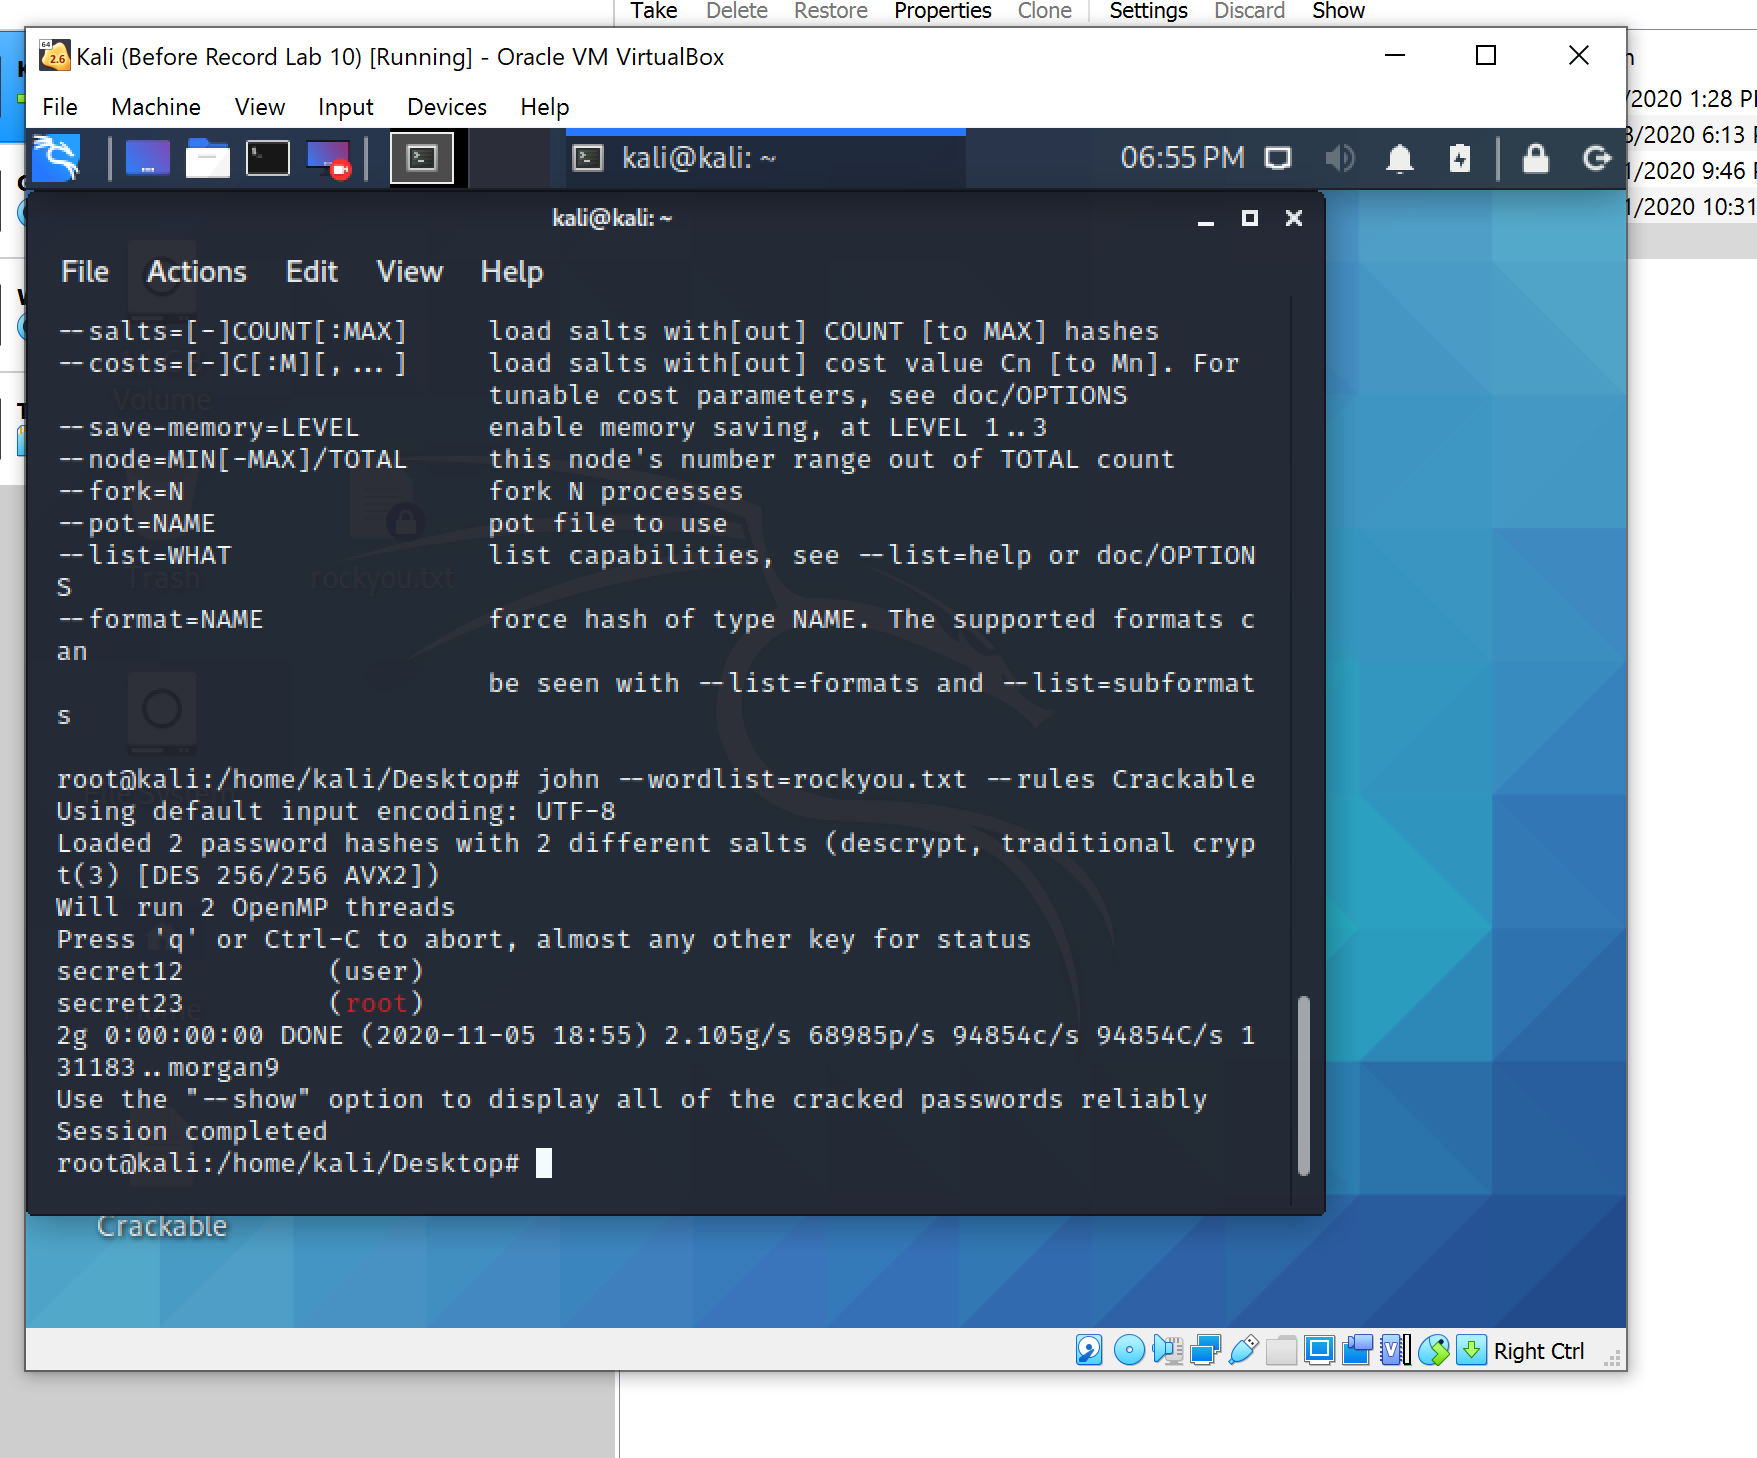 Take Delete Restore Properties Clone Settings Discard Show
Kali (Before Record Lab 10) [Running] - Oracle VM VirtualBox
File Machine View Input Devices Help
/2020 1:28 P
/2020 6:13
1/2020 9:46
1/2020 10:31
kali@kali: ~
06:55 PM
kali@kali: ~
File Actions Edit View Help
--salts=[-]COUNT[:MAX] load salts with[out] COUNT [to MAX] hashes
--costs=[-]C[:M][,...] load salts with[out] cost value Cn [to Mn]. For
tunable cost parameters, see doc/OPTIONS
Volume
--save-memory=LEVEL enable memory saving, at LEVEL 1..3
--node=MIN[-MAX]/TOTAL this node's number range out of TOTAL count
--fork=N fork N processes
--pot=NAME pot file to use
--list=WHAT list capabilities, see --list=help or doc/OPTION
S
Trash rockyou.txt
--format=NAME force hash of type NAME. The supported formats c
an
be seen with --list=formats and --list=subformat
s
root@kali:/home/kali/Desktop# john --wordlist=rockyou.txt --rules Crackable
Using default input encoding: UTF-8
Loaded 2 password hashes with 2 different salts (descrypt, traditional cryp
t(3) [DES 256/256 AVX2])
Will run 2 OpenMP threads
Press 'q' or Ctrl-C to abort, almost any other key for status
secret12 (user)
secret23 (root)
2g 0:00:00:00 DONE (2020-11-05 18:55) 2.105g/s 68985p/s 94854c/s 94854C/s 1
31183..morgan9
Use the "--show" option to display all of the cracked passwords reliably
Session completed
root@kali:/home/kali/Desktop#
Crackable
Right Ctrl